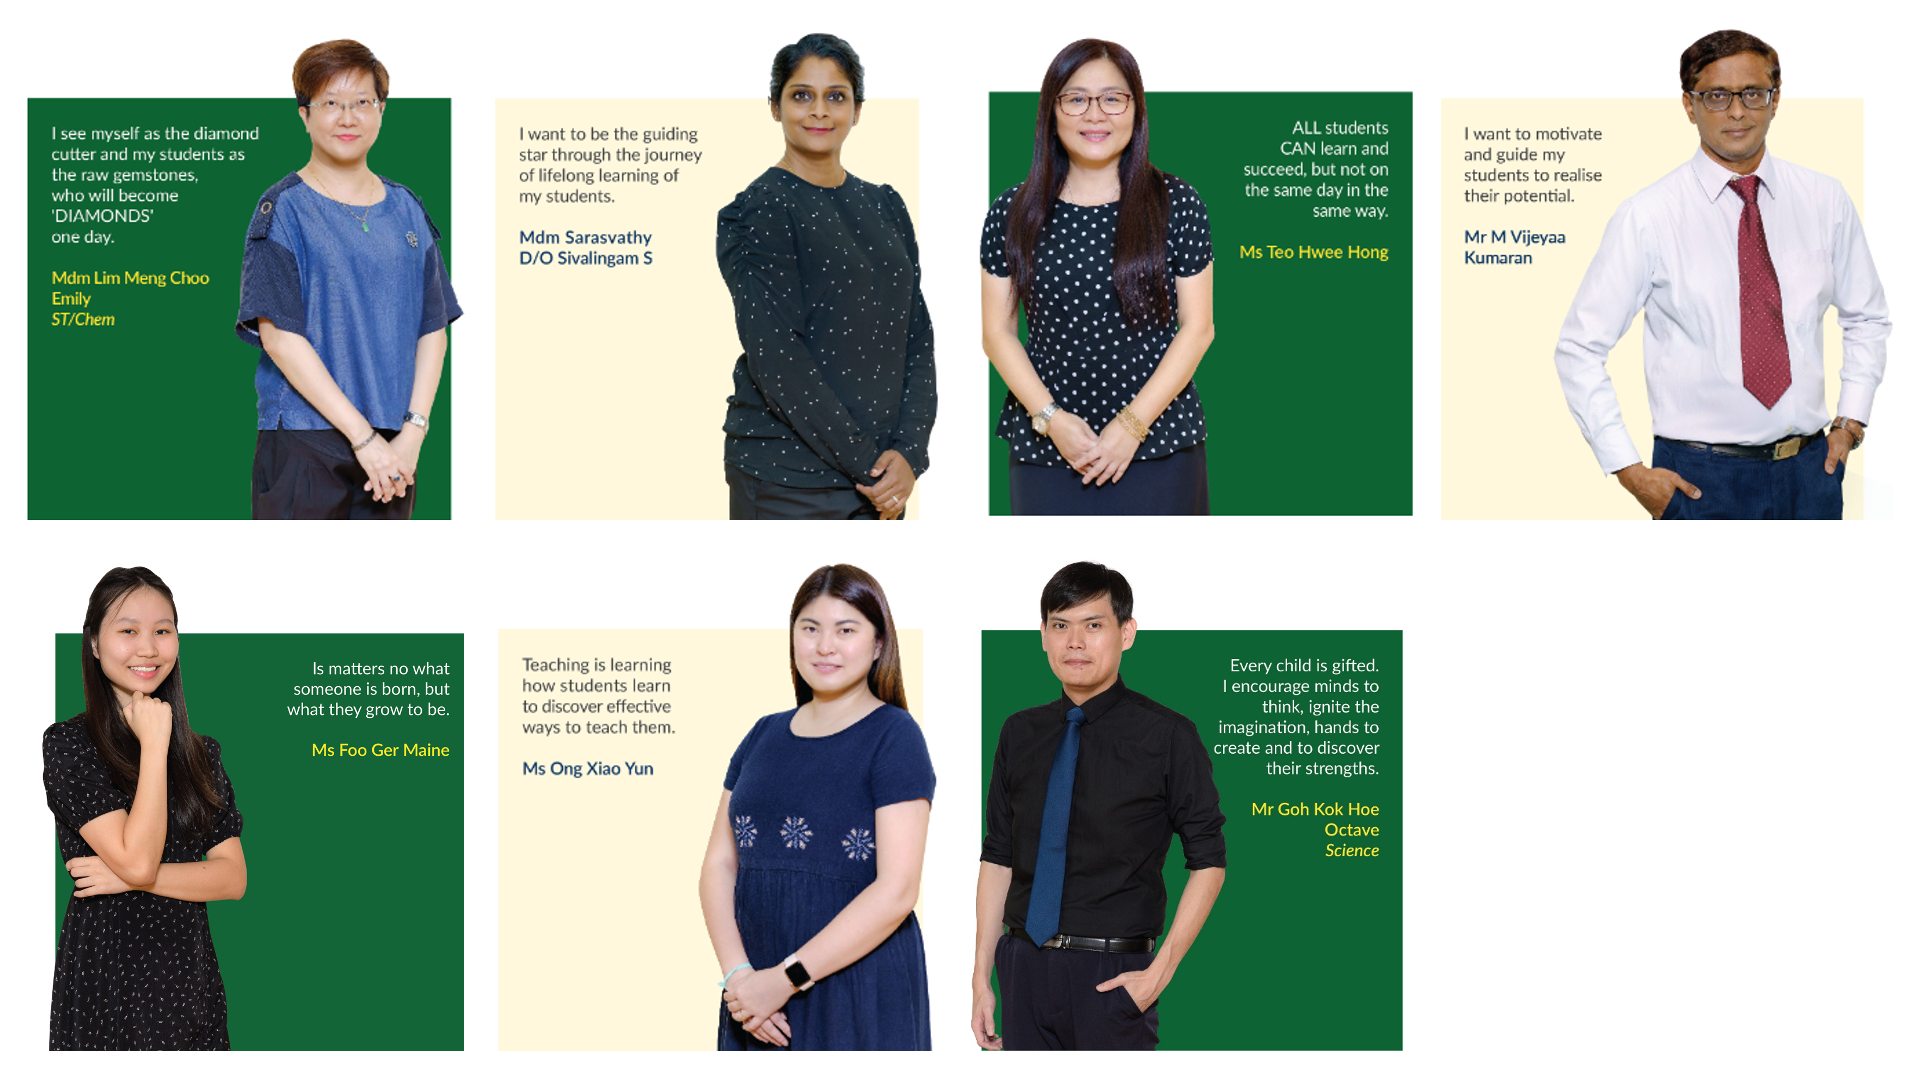 I see myself as the diamond
cutter and my students as
the raw gemstones,
who will become
'DIAMONDS'
one day.
Mdm Lim Meng Choo
Emily
ST/Chem
I want to be the guiding
star through the journey
of lifelong learning of
my students.
Mdm Sarasvathy
D/O Sivalingam S
ALL students
CAN learn and
succeed, but not on
the same day in the
same way.
Ms Teo Hwee Hong
I want to motivate
and guide my
students to realise
their potential.
Mr M Vijeyaa
Kumaran
Is matters no what
someone is born, but
what they grow to be.
Ms Foo Ger Maine
Teaching is learning
how students learn
to discover effective
ways to teach them.
Ms Ong Xiao Yun
Every child is gifted.
I encourage minds to
think, ignite the
imagination, hands to
create and to discover
their strengths.
Mr Goh Kok Hoe
Octave
Science